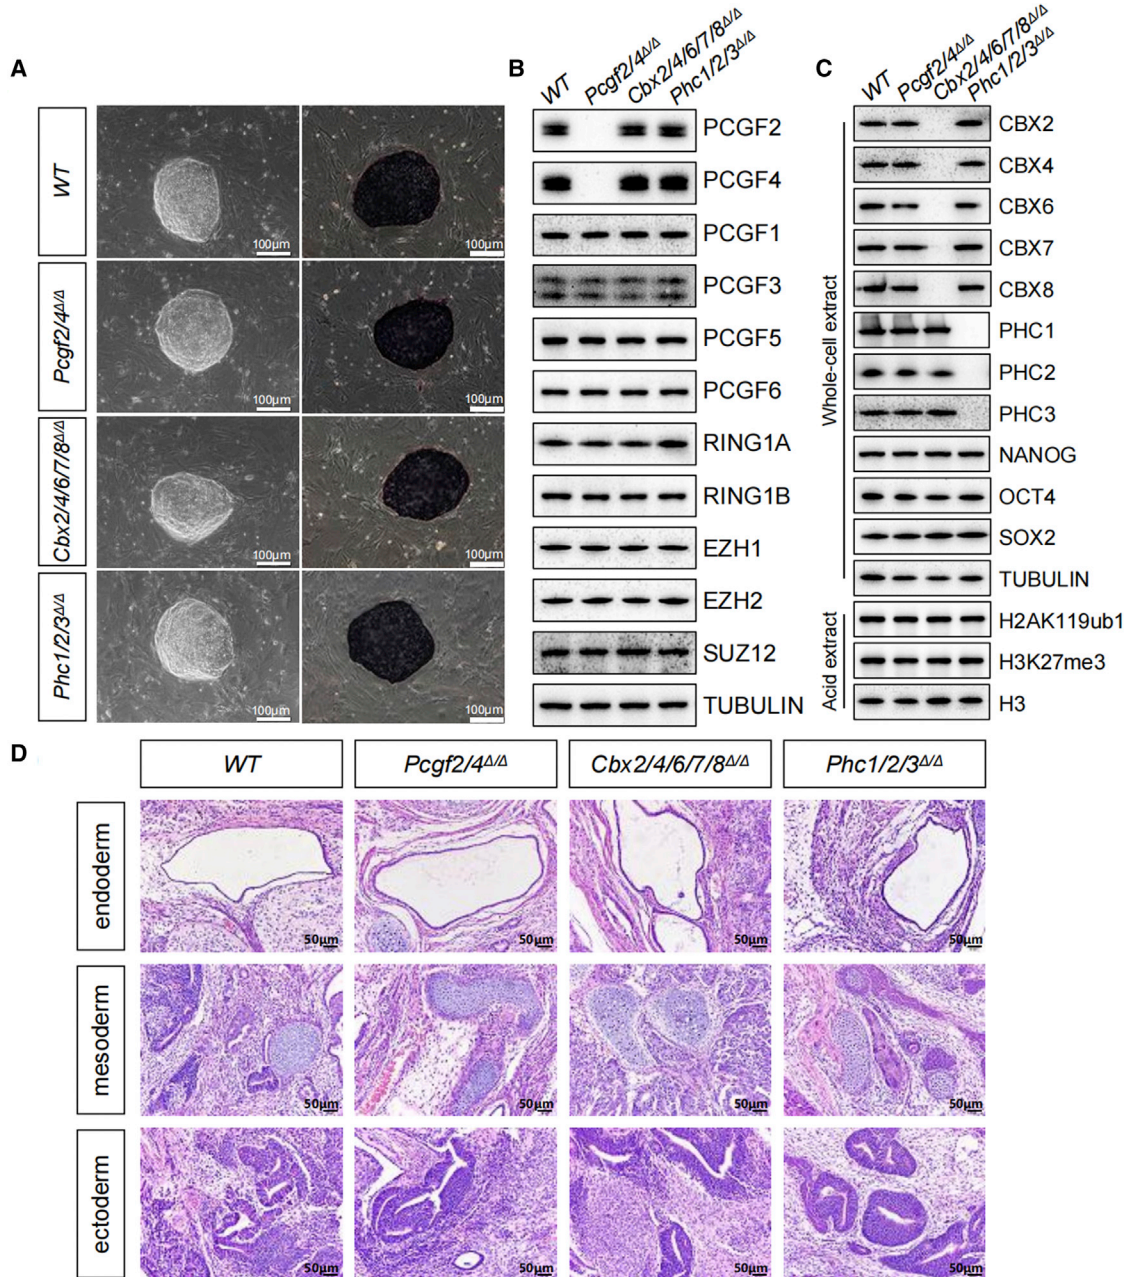 A
WT
100μm
100μm
Pcgf2/4Δ/Δ
100μm
100μm
Cbx2/4/6/7/8Δ/Δ
100μm
100μm
Phc1/2/3Δ/Δ
100μm
100μm
B
WT
Pcgf2/4Δ/Δ
Cbx2/4/6/7/8Δ/Δ
Phc1/2/3Δ/Δ
PCGF2
PCGF4
PCGF1
PCGF3
PCGF5
PCGF6
RING1A
RING1B
EZH1
EZH2
SUZ12
TUBULIN
C
WT
Pcgf2/4Δ/Δ
Cbx2/4/6/7/8Δ/Δ
Phc1/2/3Δ/Δ
Whole-cell extract
CBX2
CBX4
CBX6
CBX7
CBX8
PHC1
PHC2
PHC3
NANOG
OCT4
SOX2
TUBULIN
Acid extract
H2AK119ub1
H3K27me3
H3
D
WT
Pcgf2/4Δ/Δ
Cbx2/4/6/7/8Δ/Δ
Phc1/2/3Δ/Δ
endoderm
50μm
50μm
50μm
50μm
mesoderm
50μm
50μm
50μm
50μm
ectoderm
50μm
50μm
50μm
50μm